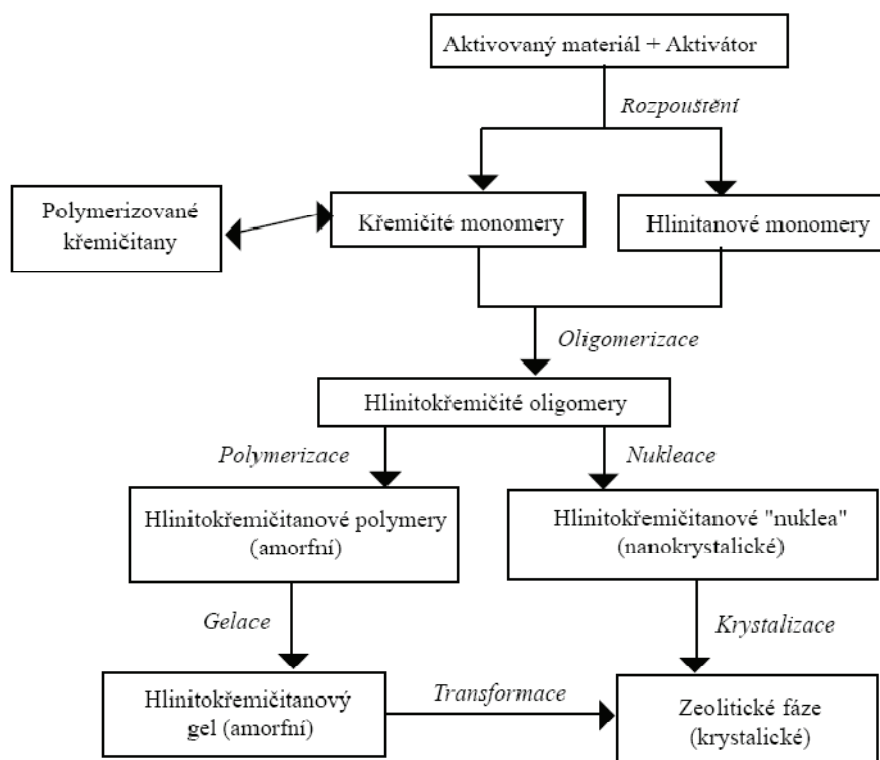 Aktivovaný materiál + Aktivátor
Rozpouštění
Polymerizované
křemičitany
Křemičité monomery
Hlinitanové monomery
Oligomerizace
Hlinitokřemičité oligomery
Polymerizace
Nukleace
Hlinitokřemičitanové polymery
(amorfní)
Hlinitokřemičitanové "nuklea"
(nanokrystalické)
Gelace
Krystalizace
Hlinitokřemičitanový
gel (amorfní)
Transformace
Zeolitické fáze
(krystalické)